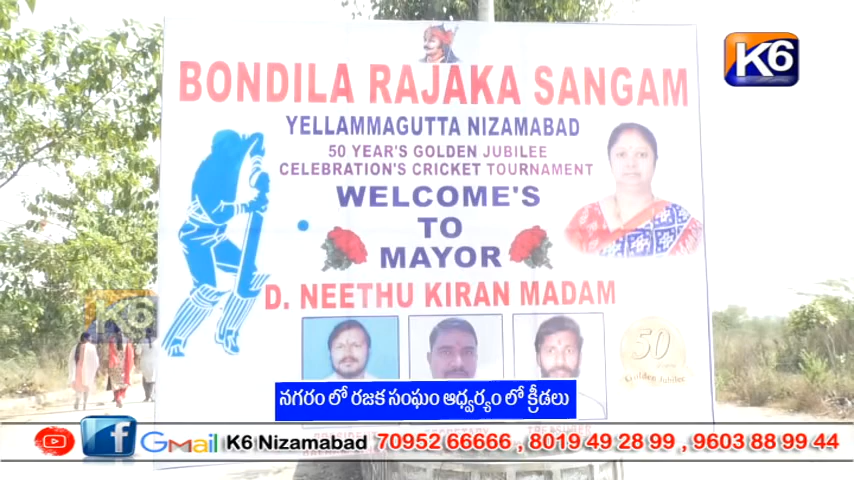 K6
BONDILA RAJAKA SANGAM
YELLAMMAGUTTA NIZAMABAD
50 YEAR'S GOLDEN JUBILEE
CELEBRATION'S CRICKET TOURNAMENT
WELCOME'S
TO
MAYOR
D. NEETHU KIRAN MADAM
K6
50
Golden Jubilee
నగరం లో రజక సంఘం ఆధ్వర్యం లో క్రీడలు
f Gmail K6 Nizamabad 70952 66666 , 8019 49 28 99 , 9603 88 99 44